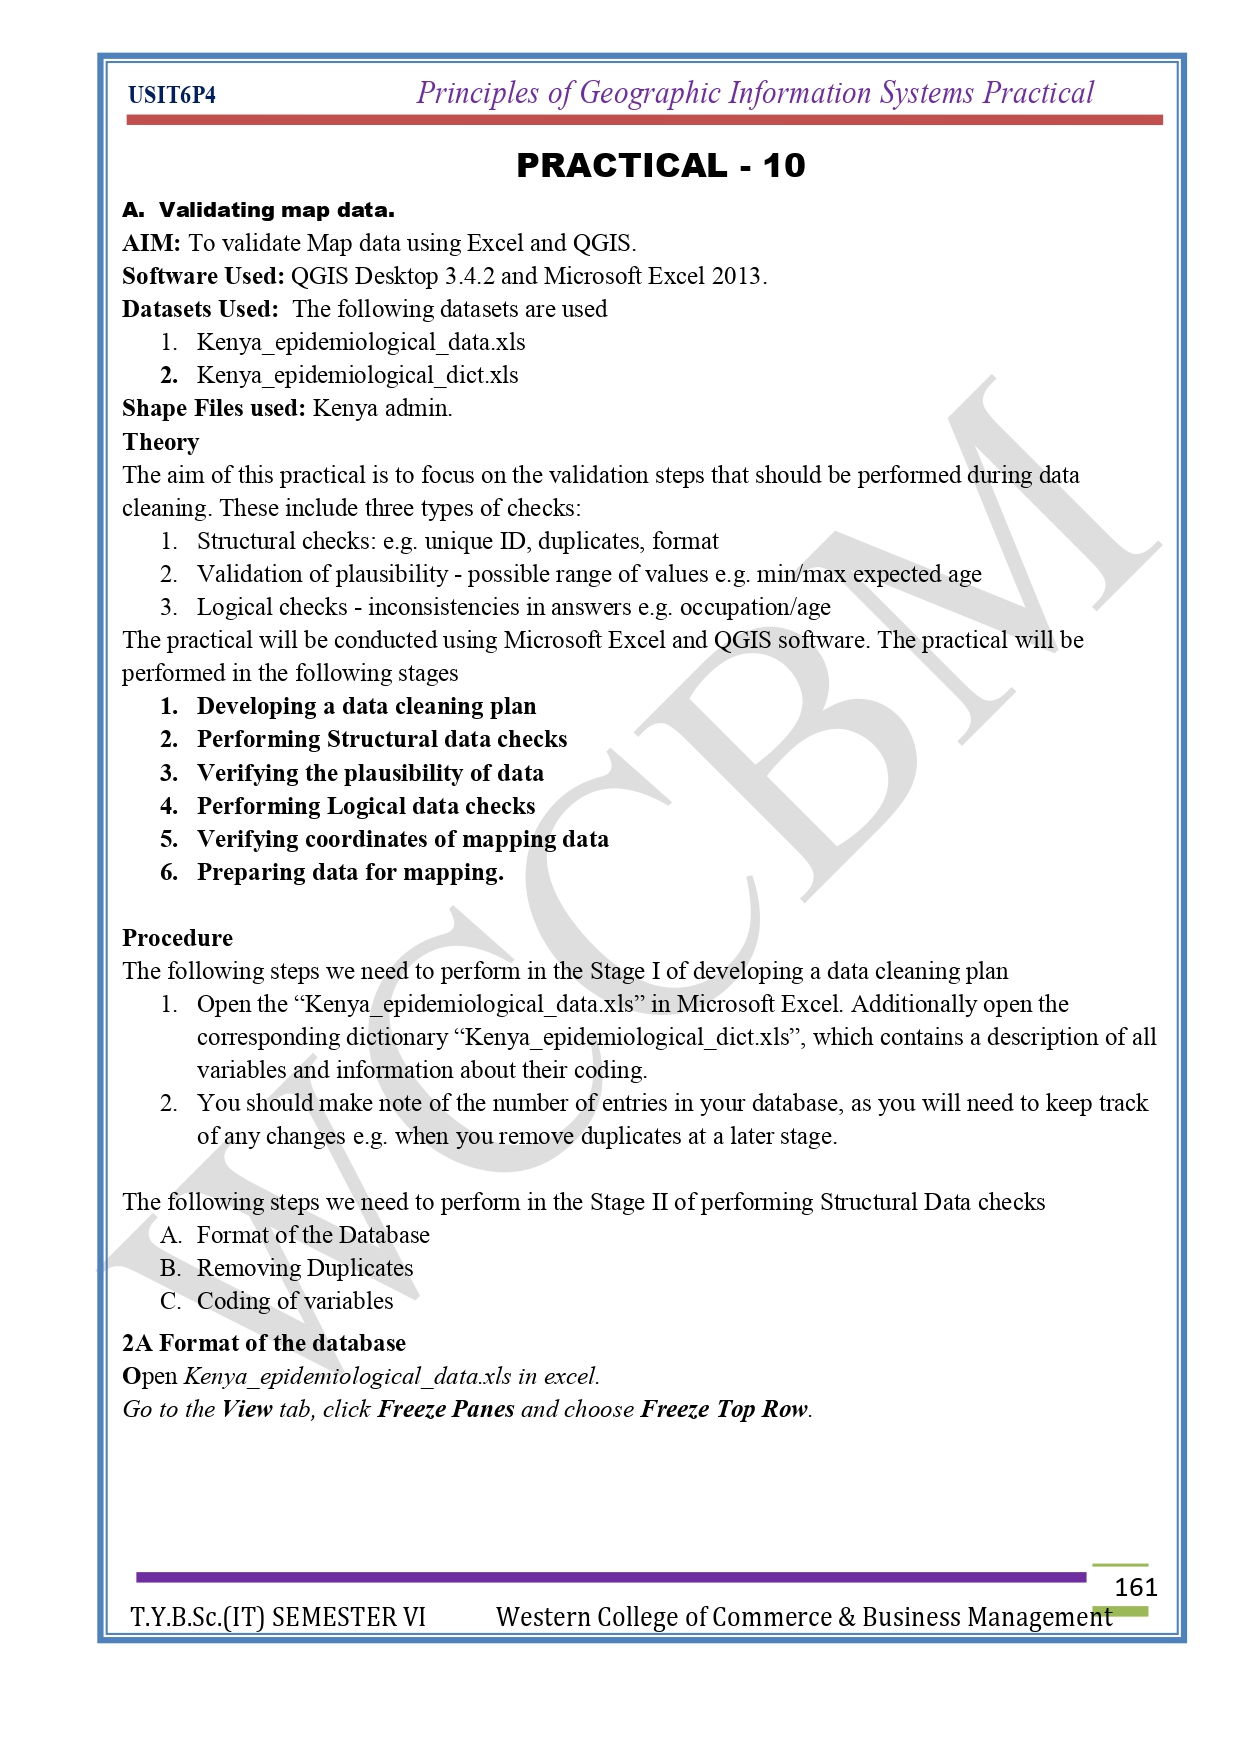 USIT6P4 Principles of Geographic Information Systems Practical
PRACTICAL - 10
A. Validating map data.
AIM: To validate Map data using Excel and QGIS.
Software Used: QGIS Desktop 3.4.2 and Microsoft Excel 2013.
Datasets Used: The following datasets are used
1. Kenya_epidemiological_data.xls
2. Kenya_epidemiological_dict.xls
Shape Files used: Kenya admin.
Theory
The aim of this practical is to focus on the validation steps that should be performed during data
cleaning. These include three types of checks:
1. Structural checks: e.g. unique ID, duplicates, format
2. Validation of plausibility - possible range of values e.g. min/max expected age
3. Logical checks - inconsistencies in answers e.g. occupation/age
The practical will be conducted using Microsoft Excel and QGIS software. The practical will be
performed in the following stages
1. Developing a data cleaning plan
2. Performing Structural data checks
3. Verifying the plausibility of data
4. Performing Logical data checks
5. Verifying coordinates of mapping data
6. Preparing data for mapping.
Procedure
The following steps we need to perform in the Stage I of developing a data cleaning plan
1. Open the “Kenya_epidemiological_data.xls” in Microsoft Excel. Additionally open the
corresponding dictionary “Kenya_epidemiological_dict.xls”, which contains a description of all
variables and information about their coding.
2. You should make note of the number of entries in your database, as you will need to keep track
of any changes e.g. when you remove duplicates at a later stage.
The following steps we need to perform in the Stage II of performing Structural Data checks
A. Format of the Database
B. Removing Duplicates
C. Coding of variables
2A Format of the database
Open Kenya_epidemiological_data.xls in excel.
Go to the View tab, click Freeze Panes and choose Freeze Top Row.
WCCBM
161
T.Y.B.Sc.(IT) SEMESTER VI Western College of Commerce & Business Management